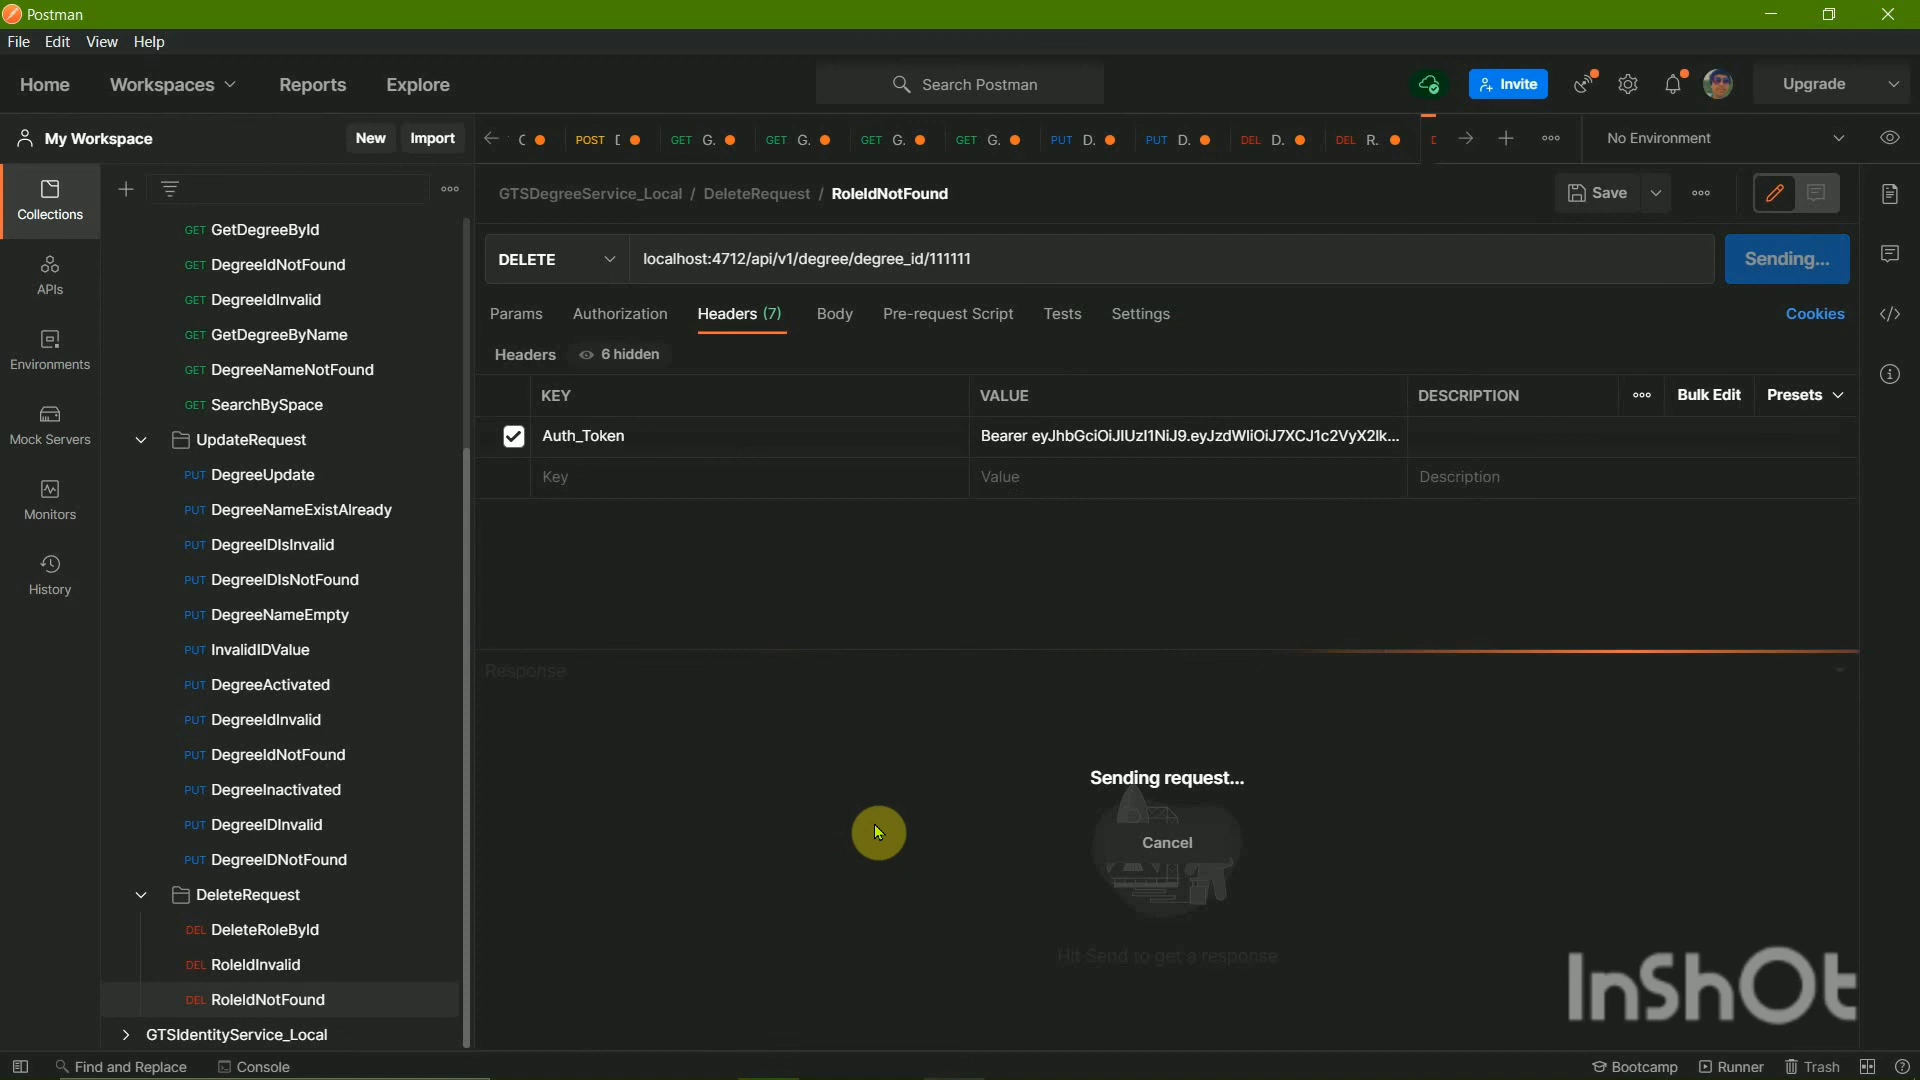 Postman
File Edit View Help
Home Workspaces Reports Explore
Search Postman
Invite
Upgrade
My Workspace New Import
POST GET G. GET G. GET G. GET G. PUT D. PUT D. DEL D. DEL R.
No Environment
Collections
APIs
Environments
Mock Servers
Monitors
History
GET GetDegreeById
GET DegreeIdNotFound
GET DegreeIdInvalid
GET GetDegreeByName
GET DegreeNameNotFound
GET SearchBySpace
UpdateRequest
PUT DegreeUpdate
PUT DegreeNameExistAlready
PUT DegreeIDIsInvalid
PUT DegreeIDIsNotFound
PUT DegreeNameEmpty
PUT InvalidIDValue
PUT DegreeActivated
PUT DegreeIdInvalid
PUT DegreeIdNotFound
PUT DegreeInactivated
PUT DegreeIDInvalid
PUT DegreeIDNotFound
DeleteRequest
DEL DeleteRoleById
DEL RoleIdInvalid
DEL RoleIdNotFound
GTSIdentityService_Local
GTSDegreeService_Local / DeleteRequest / RoleIdNotFound
Save
DELETE localhost:4712/api/v1/degree/degree_id/111111 Sending...
Params Authorization Headers (7) Body Pre-request Script Tests Settings Cookies
Headers 6 hidden
KEY VALUE DESCRIPTION Bulk Edit Presets
Auth_Token Bearer eyJhbGciOiJIUzI1NiJ9.eyJzdWIiOiJ7XCJ1c2VyX2lk...
Key Value Description
Response
Sending request...
Cancel
Hit Send to get a response
InShOt
Find and Replace Console
Bootcamp Runner Trash